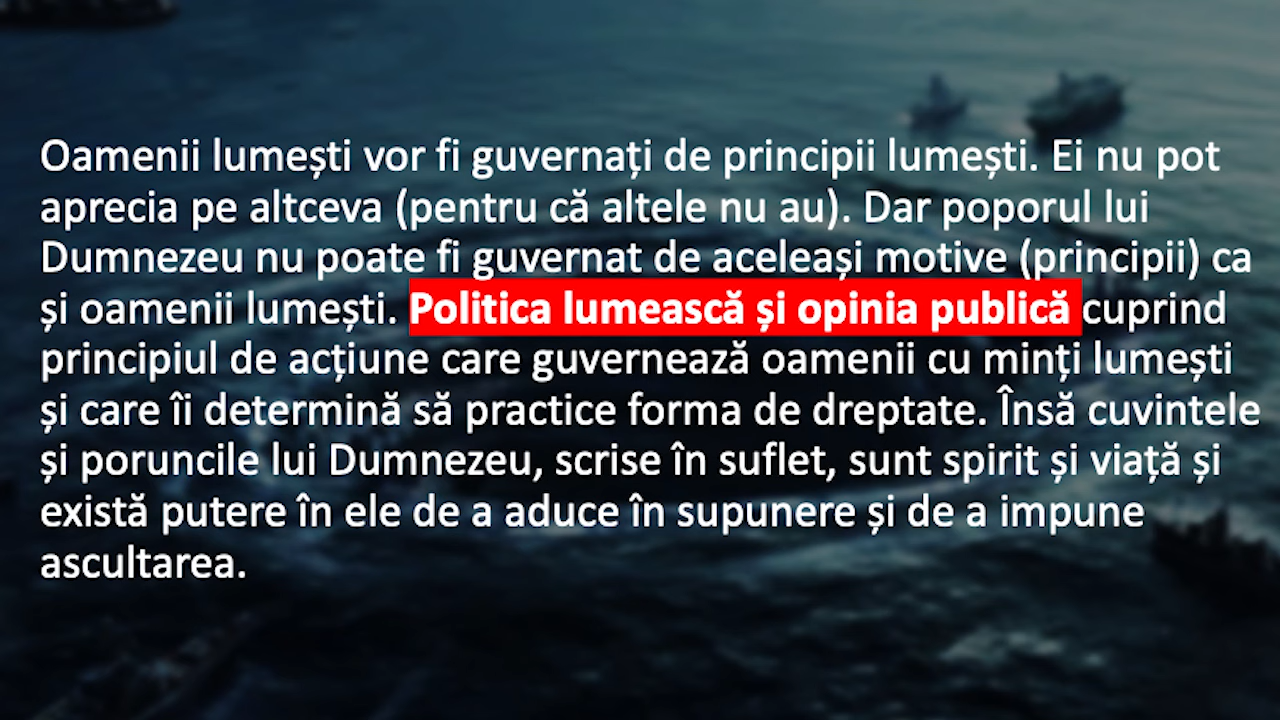 Oamenii lumești vor fi guvernați de principii lumești. Ei nu pot
aprecia pe altceva (pentru că altele nu au). Dar poporul lui
Dumnezeu nu poate fi guvernat de aceleași motive (principii) ca
și oamenii lumești. Politica lumească și opinia publică cuprind
principiul de acțiune care guvernează oamenii cu minți lumești
și care îi determină să practice forma de dreptate. Însă cuvintele
și poruncile lui Dumnezeu, scrise în suflet, sunt spirit și viață și
există putere în ele de a aduce în supunere și de a impune
ascultarea.